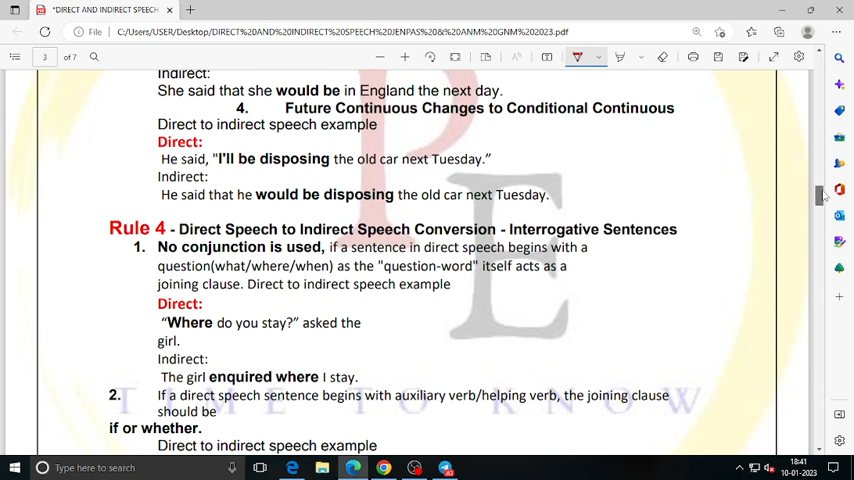 *DIRECT AND INDIRECT SPEECH
File
C:/Users/USER/Desktop/DIRECT%20AND%20INDIRECT%20SPEECH%20JENPAS%20&%20ANM%20GNM%202023.pdf
3 of 7
Indirect:
She said that she would be in England the next day.
4. Future Continuous Changes to Conditional Continuous
Direct to indirect speech example
Direct:
He said, "I'll be disposing the old car next Tuesday."
Indirect:
He said that he would be disposing the old car next Tuesday.
Rule 4 - Direct Speech to Indirect Speech Conversion - Interrogative Sentences
1. No conjunction is used, if a sentence in direct speech begins with a
question(what/where/when) as the "question-word" itself acts as a
joining clause. Direct to indirect speech example
Direct:
“Where do you stay?” asked the
girl.
Indirect:
The girl enquired where I stay.
2. If a direct speech sentence begins with auxiliary verb/helping verb, the joining clause
should be
if or whether.
Direct to indirect speech example
P E
TIME TO KNOW
Type here to search
18:41
10-01-2023